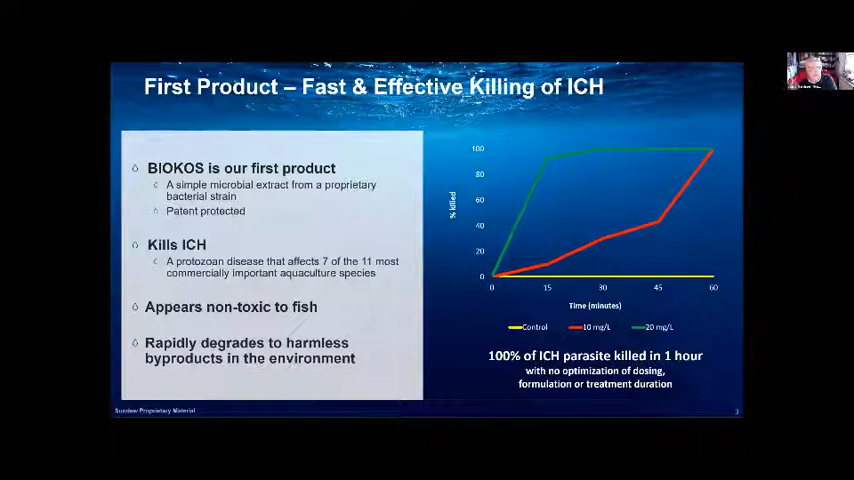 First Product – Fast & Effective Killing of ICH
BIOKOS is our first product
A simple microbial extract from a proprietary
bacterial strain
Patent protected
Kills ICH
A protozoan disease that affects 7 of the 11 most
commercially important aquaculture species
Appears non-toxic to fish
Rapidly degrades to harmless
byproducts in the environment
% killed
100
80
60
40
20
0
0 15 30 45 60
Time (minutes)
Control 10 mg/L 20 mg/L
100% of ICH parasite killed in 1 hour
with no optimization of dosing,
formulation or treatment duration
Sundew Proprietary Material
3